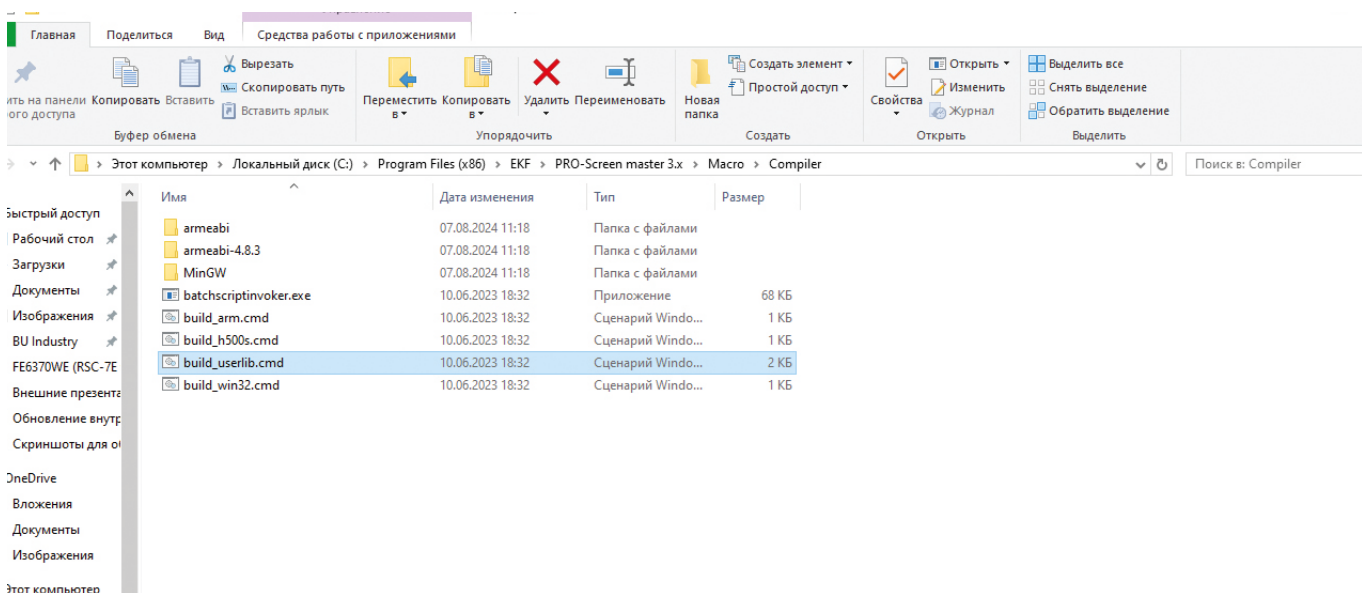 Главная Поделиться Вид Средства работы с приложениями
Вырезать
Скопировать путь
Вставить ярлык
Копировать Вставить
Буфер обмена
Переместить в Копировать в Удалить Переименовать
Упорядочить
Новая папка
Создать элемент
Простой доступ
Создать
Свойства
Открыть
Изменить
Журнал
Открыть
Выделить все
Снять выделение
Обратить выделение
Выделить
Этот компьютер > Локальный диск (C:) > Program Files (x86) > EKF > PRO-Screen master 3.x > Macro > Compiler
Поиск в: Compiler
Имя Дата изменения Тип Размер
armeabi 07.08.2024 11:18 Папка с файлами
armeabi-4.8.3 07.08.2024 11:18 Папка с файлами
MinGW 07.08.2024 11:18 Папка с файлами
batchscriptinvoker.exe 10.06.2023 18:32 Приложение 68 КБ
build_arm.cmd 10.06.2023 18:32 Сценарий Windo... 1 КБ
build_h500s.cmd 10.06.2023 18:32 Сценарий Windo... 1 КБ
build_userlib.cmd 10.06.2023 18:32 Сценарий Windo... 2 КБ
build_win32.cmd 10.06.2023 18:32 Сценарий Windo... 1 КБ
Быстрый доступ
Рабочий стол
Загрузки
Документы
Изображения
BU Industry
FE6370WE (RSC-7E
Внешние презента
Обновление внутр
Скриншоты для о
OneDrive
Вложения
Документы
Изображения
Этот компьютер